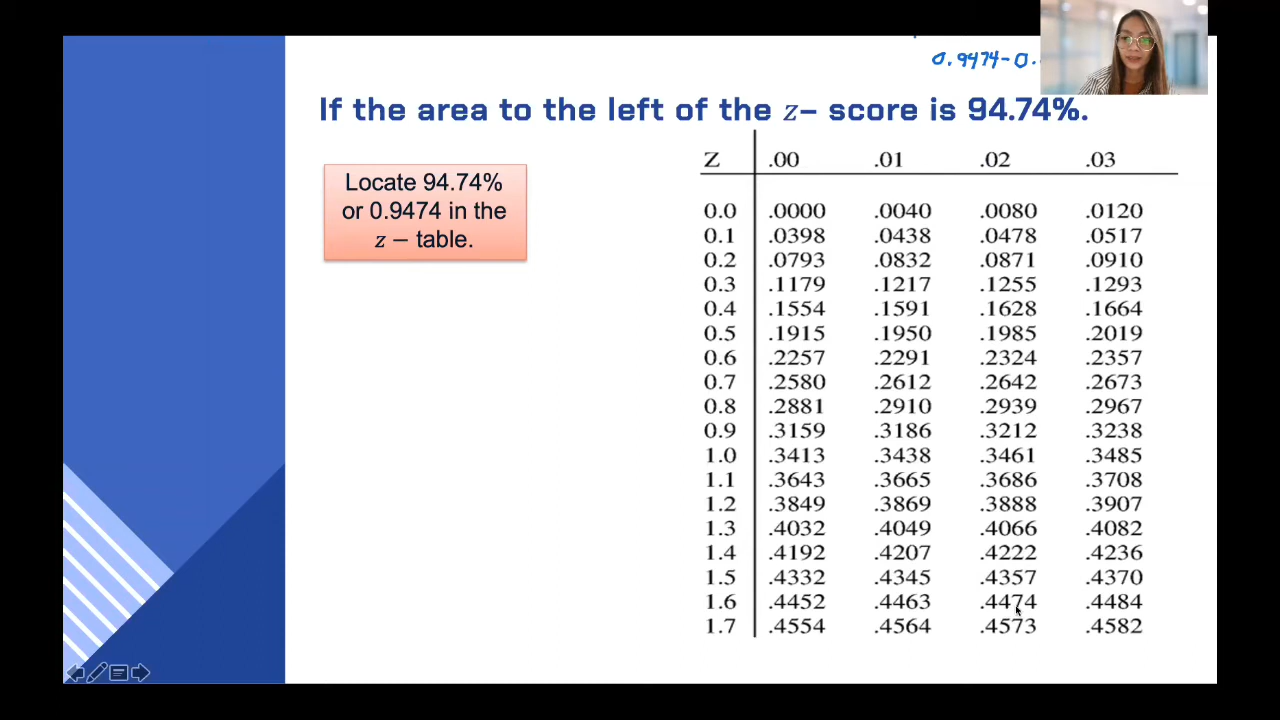 0.9474-0.
If the area to the left of the z– score is 94.74%.
Locate 94.74%
or 0.9474 in the
z – table.
Z .00 .01 .02 .03
0.0 .0000 .0040 .0080 .0120
0.1 .0398 .0438 .0478 .0517
0.2 .0793 .0832 .0871 .0910
0.3 .1179 .1217 .1255 .1293
0.4 .1554 .1591 .1628 .1664
0.5 .1915 .1950 .1985 .2019
0.6 .2257 .2291 .2324 .2357
0.7 .2580 .2612 .2642 .2673
0.8 .2881 .2910 .2939 .2967
0.9 .3159 .3186 .3212 .3238
1.0 .3413 .3438 .3461 .3485
1.1 .3643 .3665 .3686 .3708
1.2 .3849 .3869 .3888 .3907
1.3 .4032 .4049 .4066 .4082
1.4 .4192 .4207 .4222 .4236
1.5 .4332 .4345 .4357 .4370
1.6 .4452 .4463 .4474 .4484
1.7 .4554 .4564 .4573 .4582